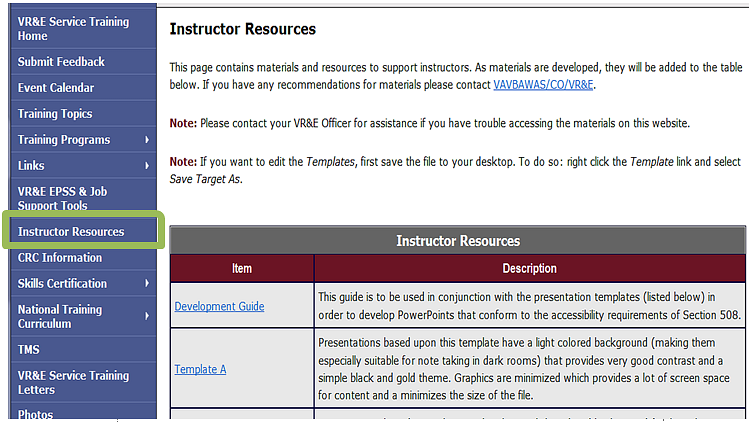 VR&E Service Training
Home
Submit Feedback
Event Calendar
Training Topics
Training Programs
Links
VR&E EPSS & Job
Support Tools
Instructor Resources
CRC Information
Skills Certification
National Training
Curriculum
TMS
VR&E Service Training
Letters
Photos
Instructor Resources
This page contains materials and resources to support instructors. As materials are developed, they will be added to the table
below. If you have any recommendations for materials please contact VAVBAWAS/CO/VR&E.
Note: Please contact your VR&E Officer for assistance if you have trouble accessing the materials on this website.
Note: If you want to edit the Templates, first save the file to your desktop. To do so: right click the Template link and select
Save Target As.
Instructor Resources
Item Description
Development Guide
This guide is to be used in conjunction with the presentation templates (listed below) in
order to develop PowerPoints that conform to the accessibility requirements of Section 508.
Template A
Presentations based upon this template have a light colored background (making them
especially suitable for note taking in dark rooms) that provides very good contrast and a
simple black and gold theme. Graphics are minimized which provides a lot of screen space
for content and a minimizes the size of the file.